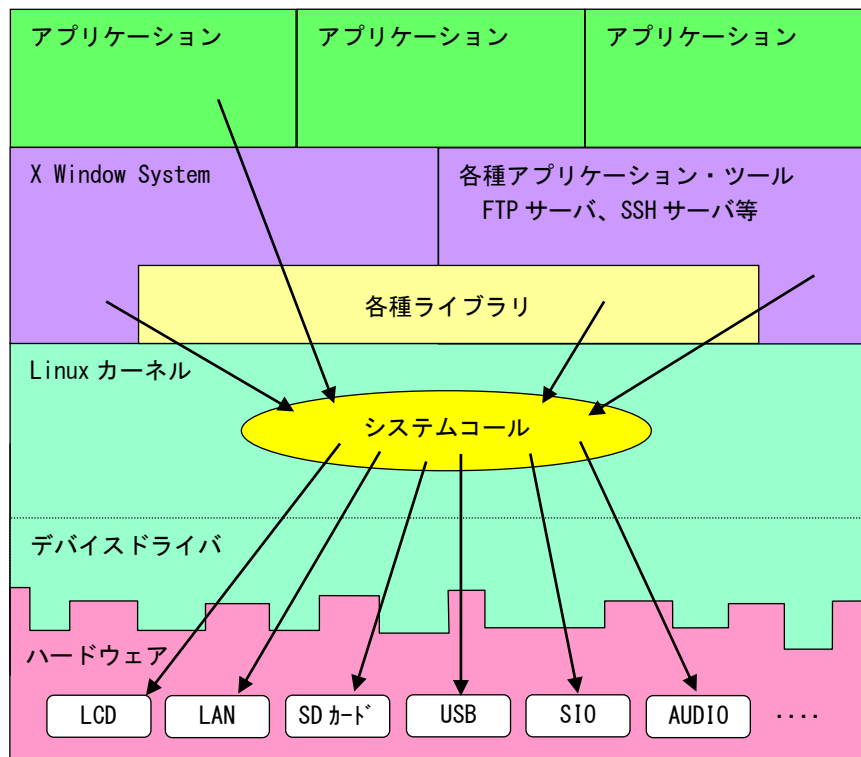 アプリケーション
アプリケーション
アプリケーション
X Window System
各種アプリケーション・ツール
FTP サーバ、SSH サーバ等
各種ライブラリ
Linux カーネル
システムコール
デバイスドライバ
ハードウェア
LCD
LAN
SD ｶｰﾄﾞ
USB
SIO
AUDIO
‥‥